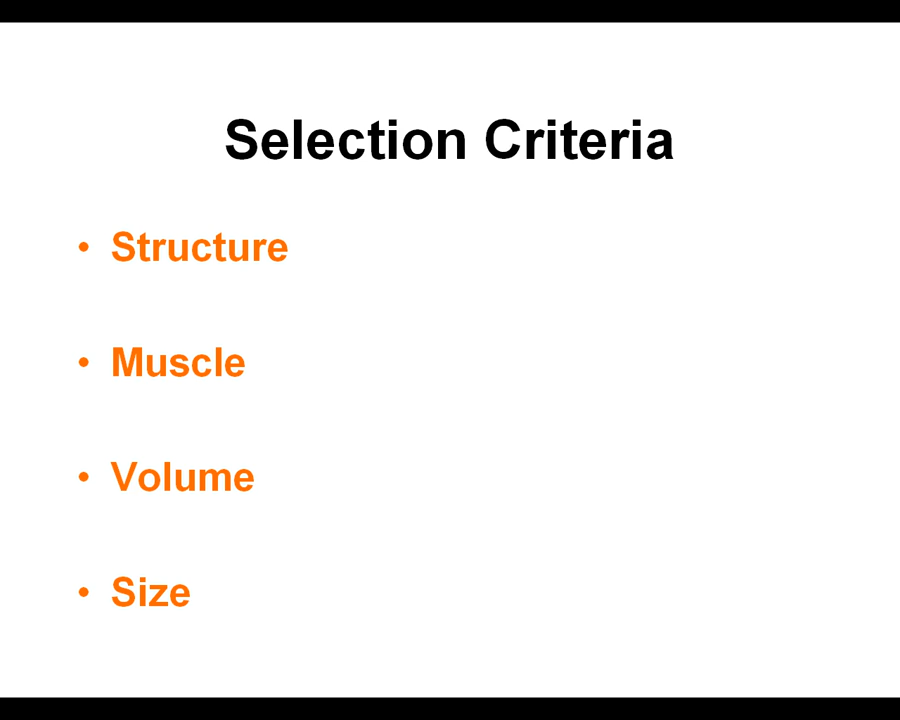 Selection Criteria
• Structure
• Muscle
• Volume
• Size